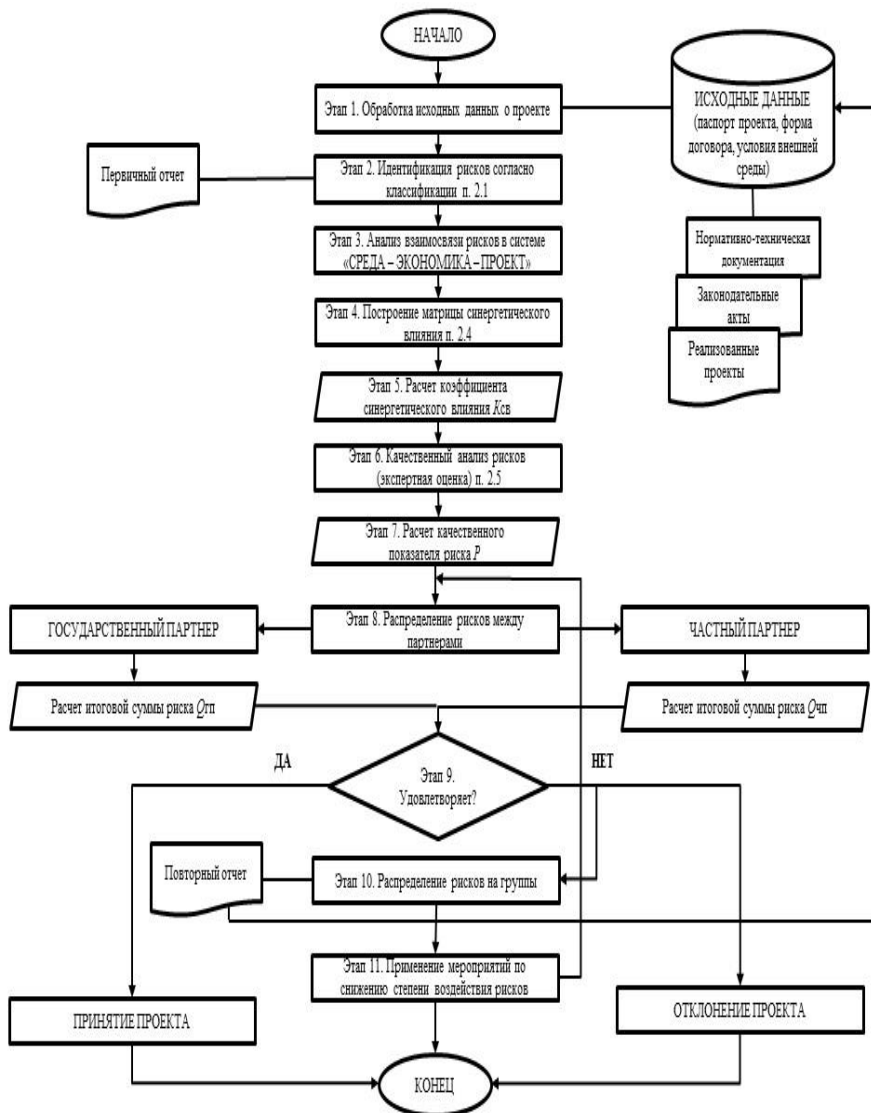 НАЧАЛО
Этап 1. Обработка исходных данных о проекте
ИСХОДНЫЕ ДАННЫЕ
(паспорт проекта, форма
договора, условия внешней
среды)
Первичный отчет
Этап 2. Идентификация рисков согласно
классификации п. 2.1
Этап 3. Анализ взаимосвязи рисков в системе
«СРЕДА – ЭКОНОМИКА – ПРОЕКТ»
Нормативно-техническая
документация
Законодательные
акты
Реализованные
проекты
Этап 4. Построение матрицы синергетического
влияния п. 2.4
Этап 5. Расчет коэффициента
синергетического влияния Kсв
Этап 6. Качественный анализ рисков
(экспертная оценка) п. 2.5
Этап 7. Расчет качественного
показателя риска P
ГОСУДАРСТВЕННЫЙ ПАРТНЕР
Этап 8. Распределение рисков между
партнерами
ЧАСТНЫЙ ПАРТНЕР
Расчет итоговой суммы риска Qгп
Расчет итоговой суммы риска Qчп
ДА
Этап 9.
Удовлетворяет?
НЕТ
Повторный отчет
Этап 10. Распределение рисков на группы
Этап 11. Применение мероприятий по
снижению степени воздействия рисков
ПРИНЯТИЕ ПРОЕКТА
ОТКЛОНЕНИЕ ПРОЕКТА
КОНЕЦ